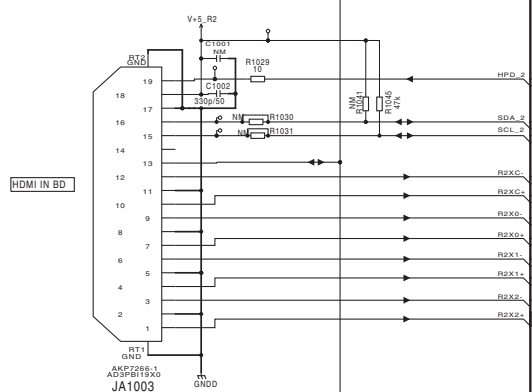 V+5_R2
C1001
NM
RT2
GND
R1029
10
19
HPD_2
18
C1002
330p/50
NM
R1041
R1045
47k
17
16
NM
R1030
SDA_2
15
NM
R1031
SCL_2
14
13
12
R2XC-
HDMI IN BD
11
R2XC+
10
9
R2X0-
8
R2X0+
7
6
R2X1-
5
R2X1+
4
3
R2X2-
2
R2X2+
1
RT1
GND
AKP7266-1
AD3PBI19X0
JA1003
GNDD